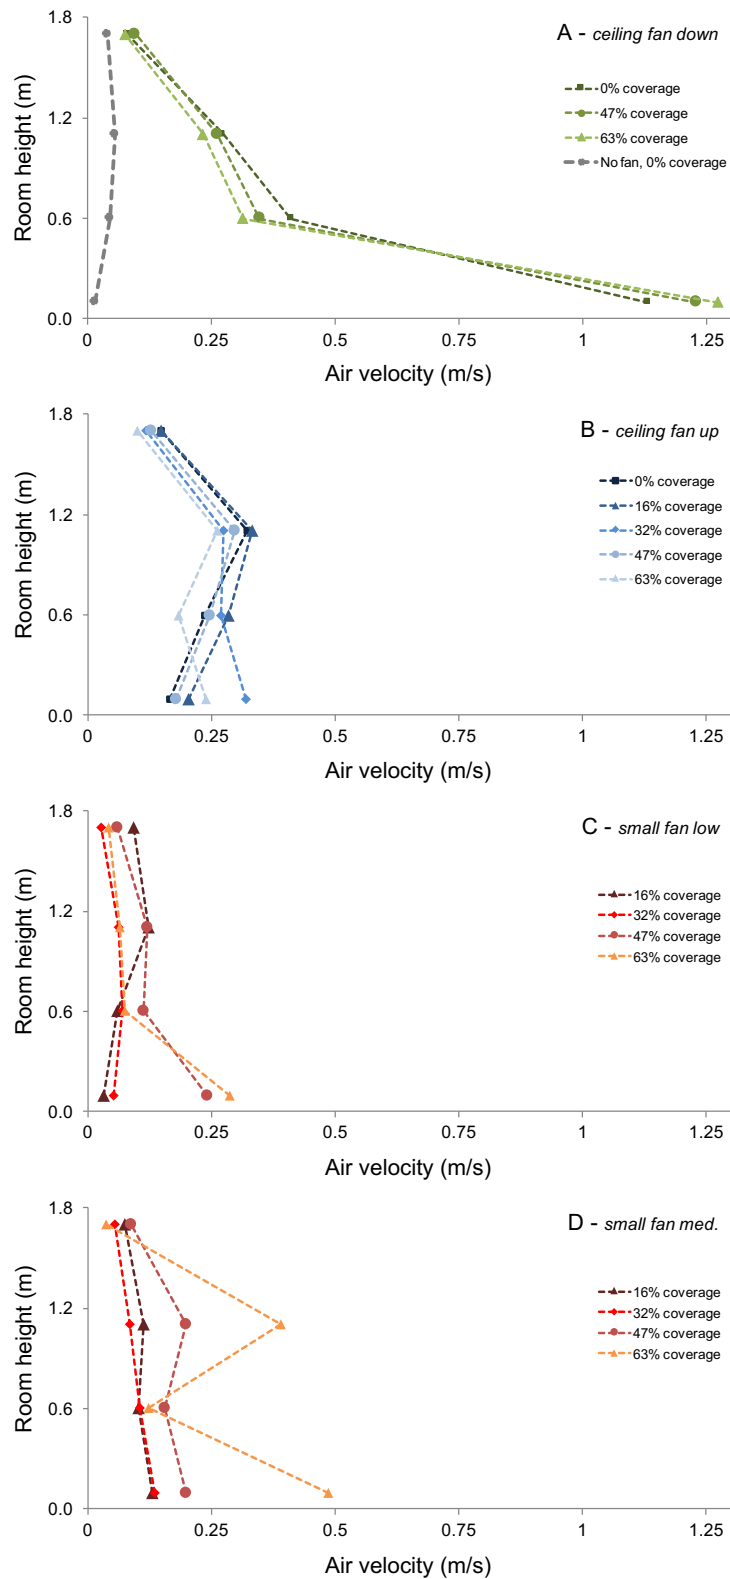 A - ceiling fan down
Room height (m)
1.8
1.2
0.6
0.0
0% coverage
47% coverage
63% coverage
No fan, 0% coverage
0 0.25 0.5 0.75 1 1.25
Air velocity (m/s)
B - ceiling fan up
Room height (m)
1.8
1.2
0.6
0.0
0% coverage
16% coverage
32% coverage
47% coverage
63% coverage
0 0.25 0.5 0.75 1 1.25
Air velocity (m/s)
C - small fan low
Room height (m)
1.8
1.2
0.6
0.0
16% coverage
32% coverage
47% coverage
63% coverage
0 0.25 0.5 0.75 1 1.25
Air velocity (m/s)
D - small fan med.
Room height (m)
1.8
1.2
0.6
0.0
16% coverage
32% coverage
47% coverage
63% coverage
0 0.25 0.5 0.75 1 1.25
Air velocity (m/s)